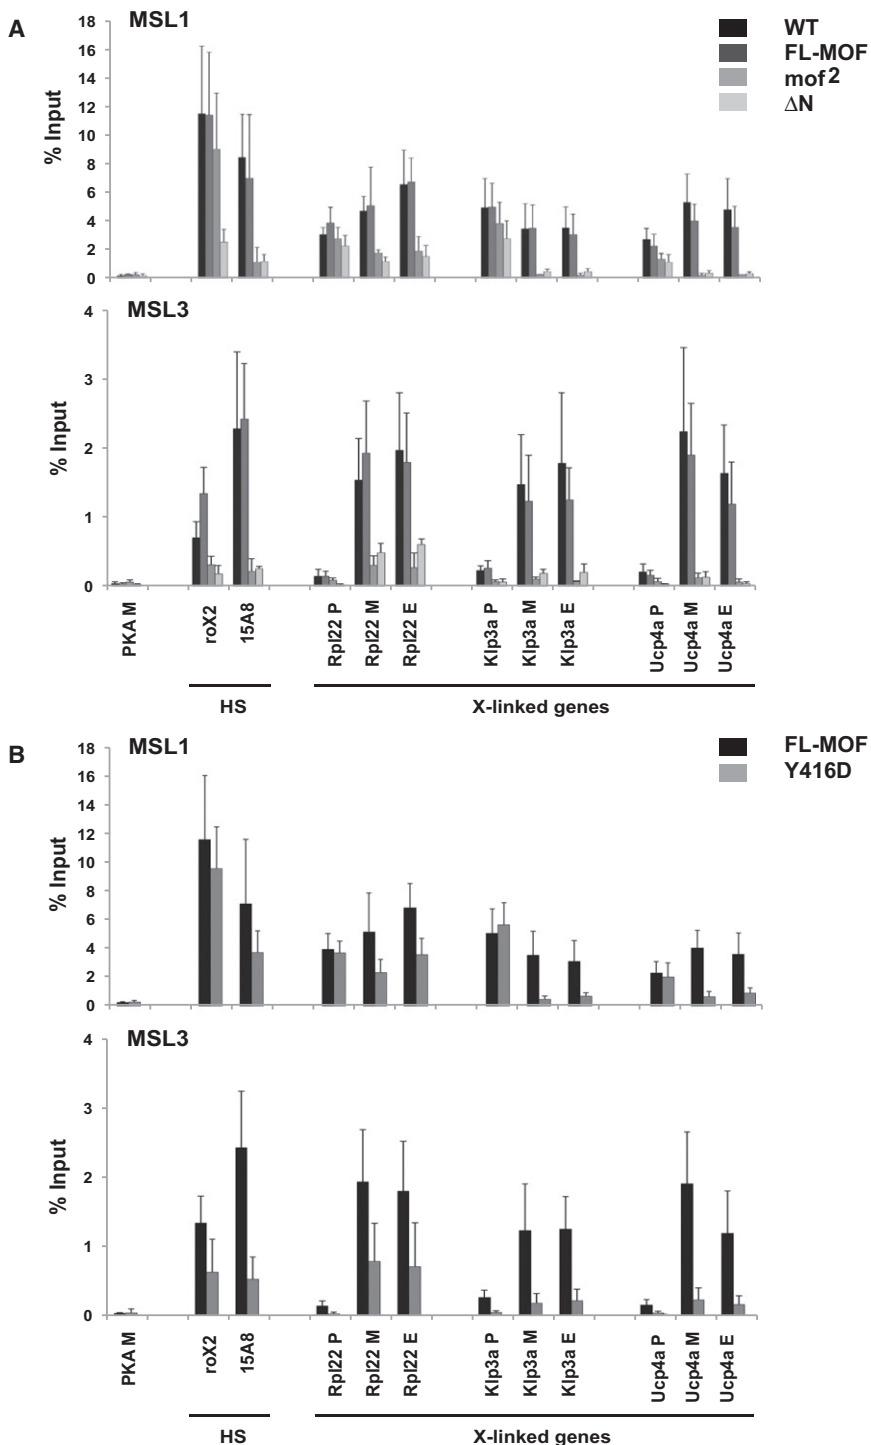 A
MSL1
WT
FL-MOF
mof2
ΔN
% Input
18
16
14
12
10
8
6
4
2
0
MSL3
% Input
4
3
2
1
0
PKA M
roX2
15A8
Rpl22 P
Rpl22 M
Rpl22 E
Klp3a P
Klp3a M
Klp3a E
Ucp4a P
Ucp4a M
Ucp4a E
HS
X-linked genes
B
MSL1
FL-MOF
Y416D
% Input
18
16
14
12
10
8
6
4
2
0
MSL3
% Input
4
3
2
1
0
PKA M
roX2
15A8
Rpl22 P
Rpl22 M
Rpl22 E
Klp3a P
Klp3a M
Klp3a E
Ucp4a P
Ucp4a M
Ucp4a E
HS
X-linked genes